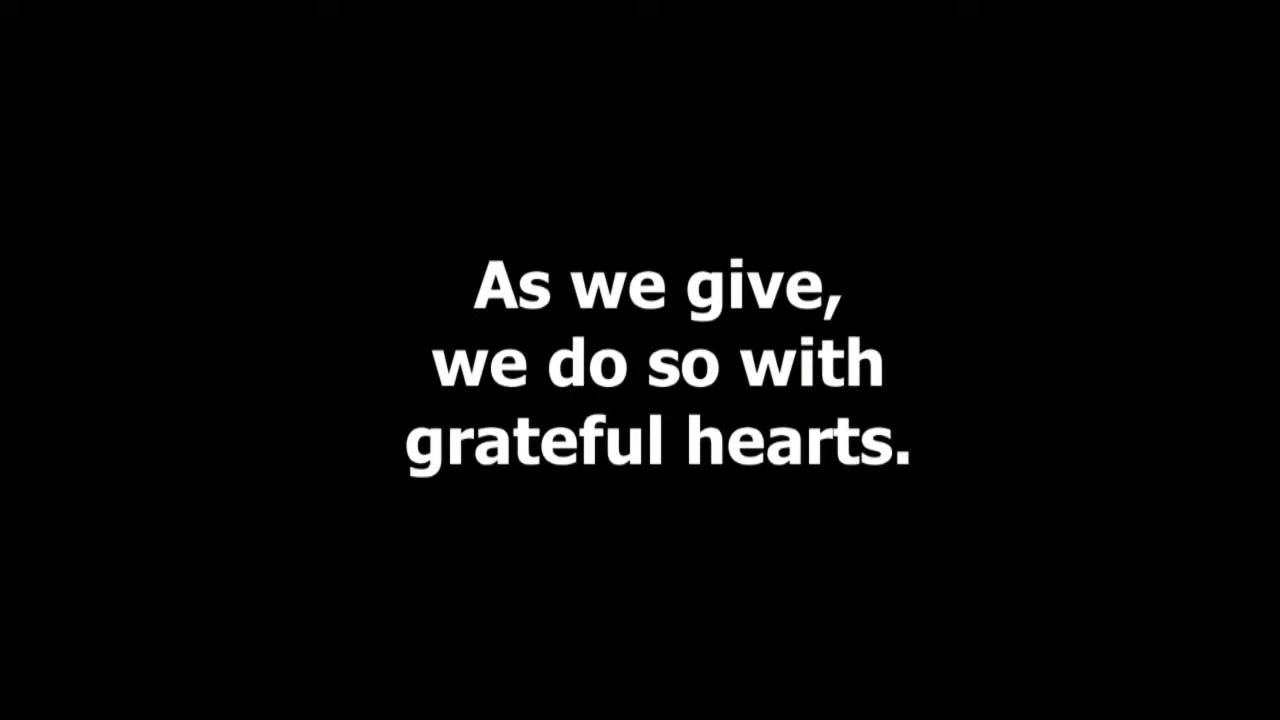 As we give,
we do so with
grateful hearts.